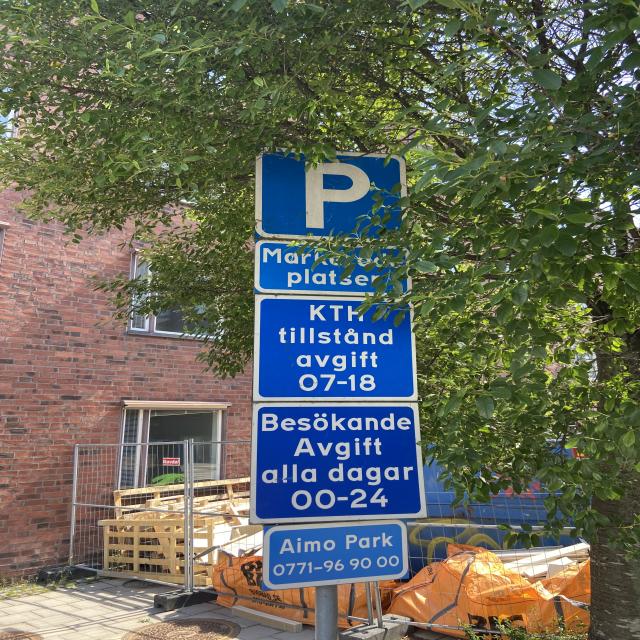 P
platser
KTH
tillstånd
avgift
07-18
Besökande
Avgift
alla dagar
00-24
Aimo Park
0771-96 90 00